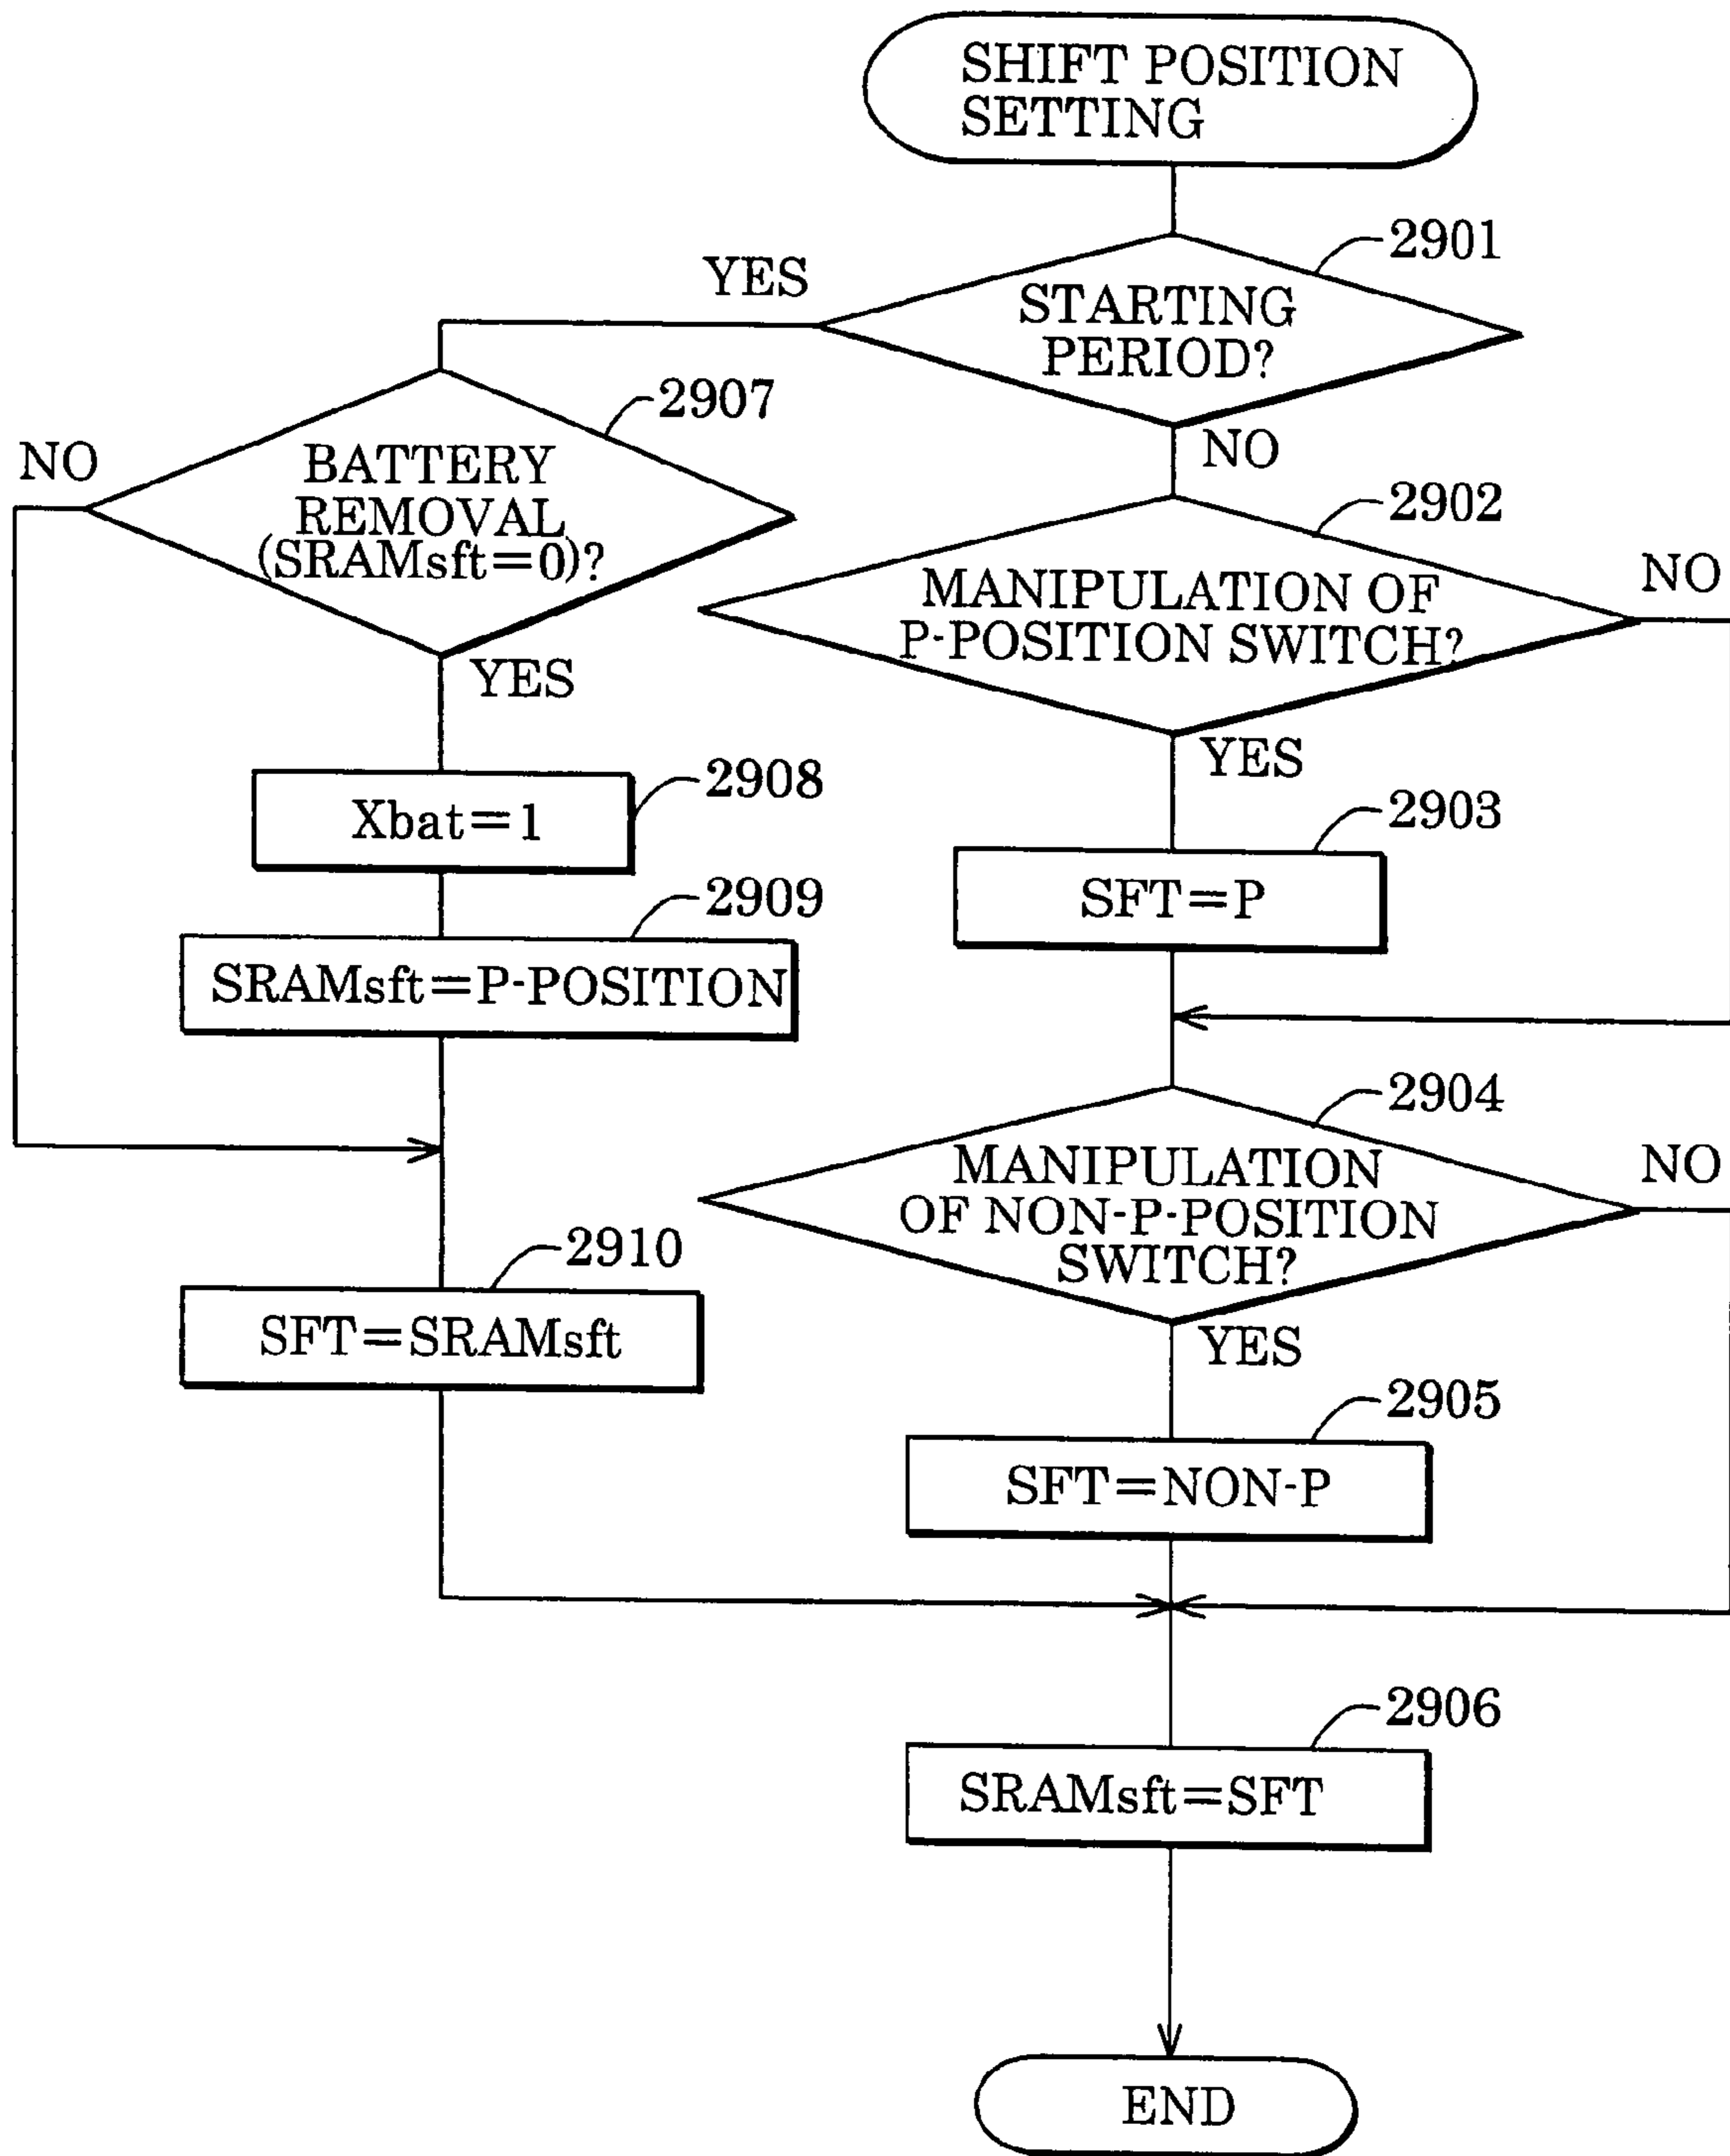 SHIFT POSITION
SETTING
2901
YES
STARTING
PERIOD?
NO
2907
NO
BATTERY
REMOVAL
(SRAMsft=0)?
YES
2902
NO
MANIPULATION OF
P-POSITION SWITCH?
YES
2908
Xbat=1
2903
SFT=P
2909
SRAMsft=P-POSITION
2904
NO
MANIPULATION
OF NON-P-POSITION
SWITCH?
YES
2910
SFT=SRAMsft
2905
SFT=NON-P
2906
SRAMsft=SFT
END